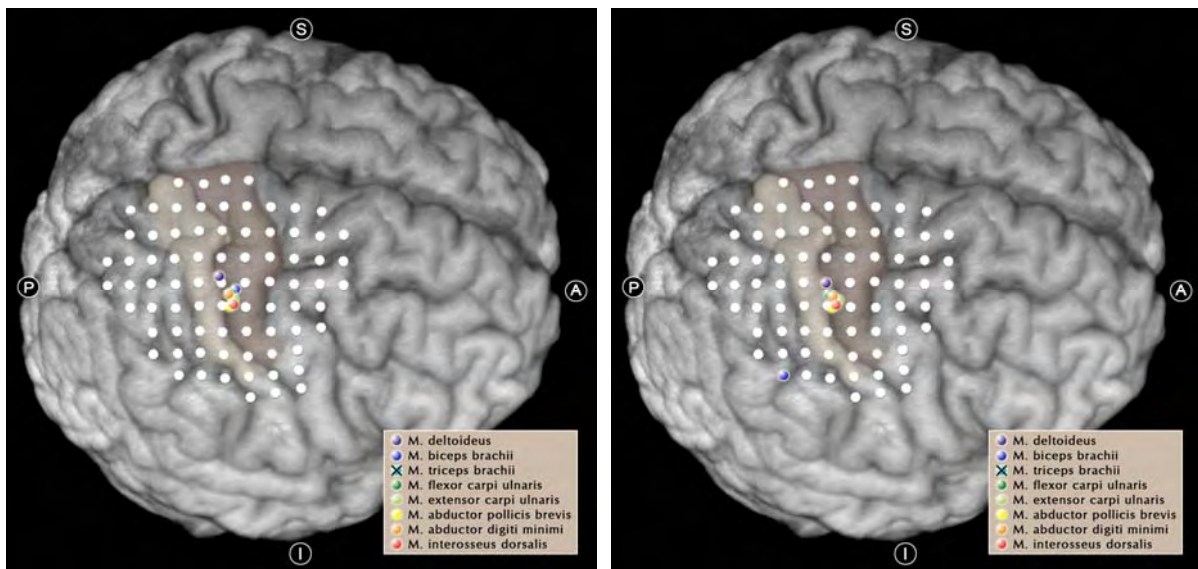 S
P
A
M. deltoideus
M. biceps brachii
M. triceps brachii
M. flexor carpi ulnaris
M. extensor carpi ulnaris
M. abductor pollicis brevis
M. abductor digiti minimi
M. interosseus dorsalis
I
S
P
A
M. deltoideus
M. biceps brachii
M. triceps brachii
M. flexor carpi ulnaris
M. extensor carpi ulnaris
M. abductor pollicis brevis
M. abductor digiti minimi
M. interosseus dorsalis
I